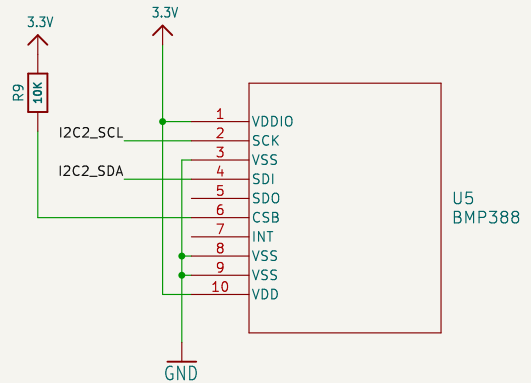 3.3V
3.3V
R9
10K
I2C2_SCL
I2C2_SDA
1 VDDIO
2 SCK
3 VSS
4 SDI
5 SDO
6 CSB
7 INT
8 VSS
9 VSS
10 VDD
U5
BMP388
GND